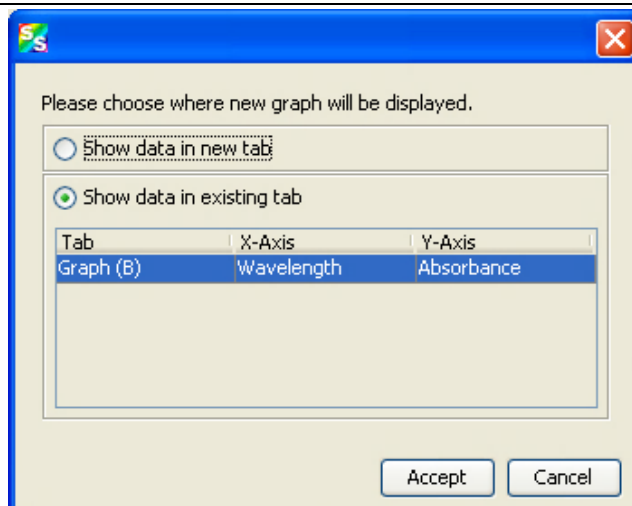 SS
Please choose where new graph will be displayed.
Show data in new tab
Show data in existing tab
Tab X-Axis Y-Axis
Graph (B) Wavelength Absorbance
Accept Cancel